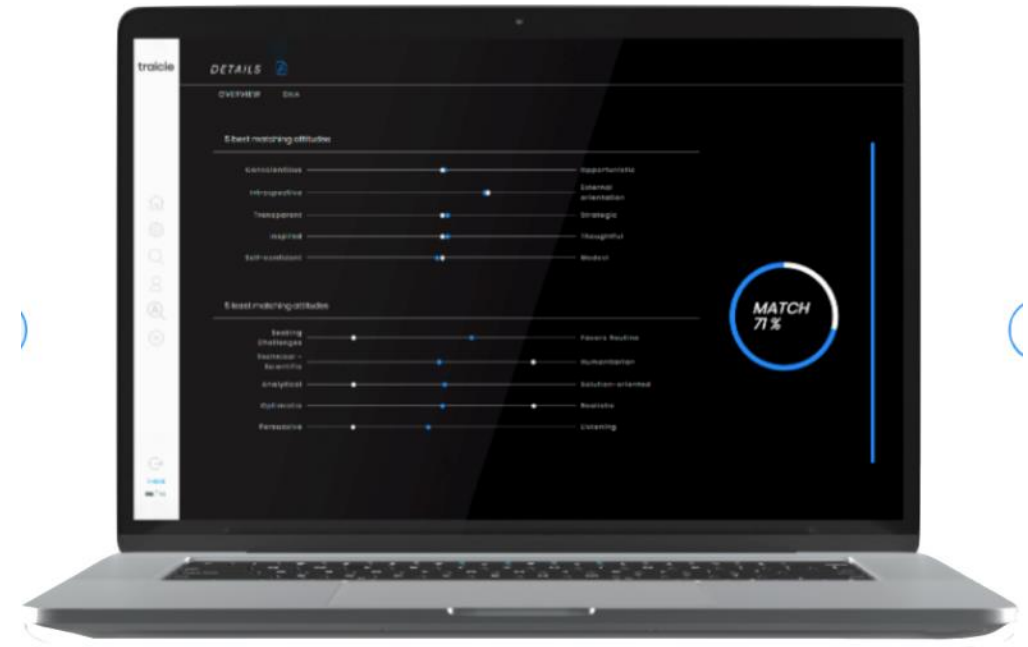 traicie
DETAILS
OVERVIEW DNA
5 best matching attitudes
Conscientious Opportunistic
Introspective External
orientation
Transparent Strategic
Inspired Thoughtful
Self-confident Modest
5 least matching attitudes
Seeking
Challenges Favors Routine
Technical -
Scientific Humanitarian
Analytical Solution-oriented
Optimistic Realistic
Persuasive Listening
MATCH
71 %